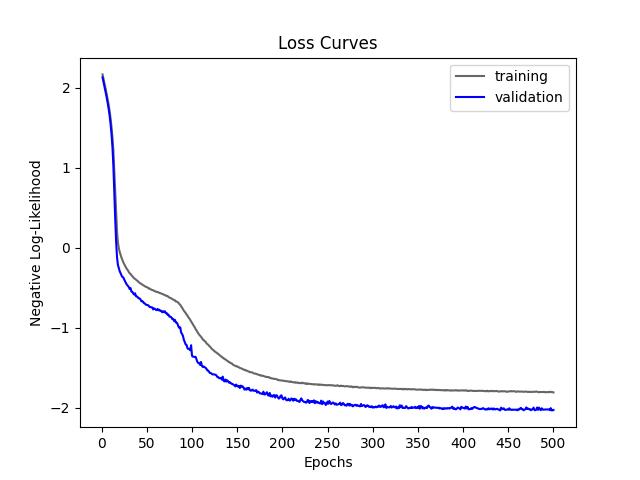 Loss Curves
training
validation
Negative Log-Likelihood
2
1
0
−1
−2
0 50 100 150 200 250 300 350 400 450 500
Epochs